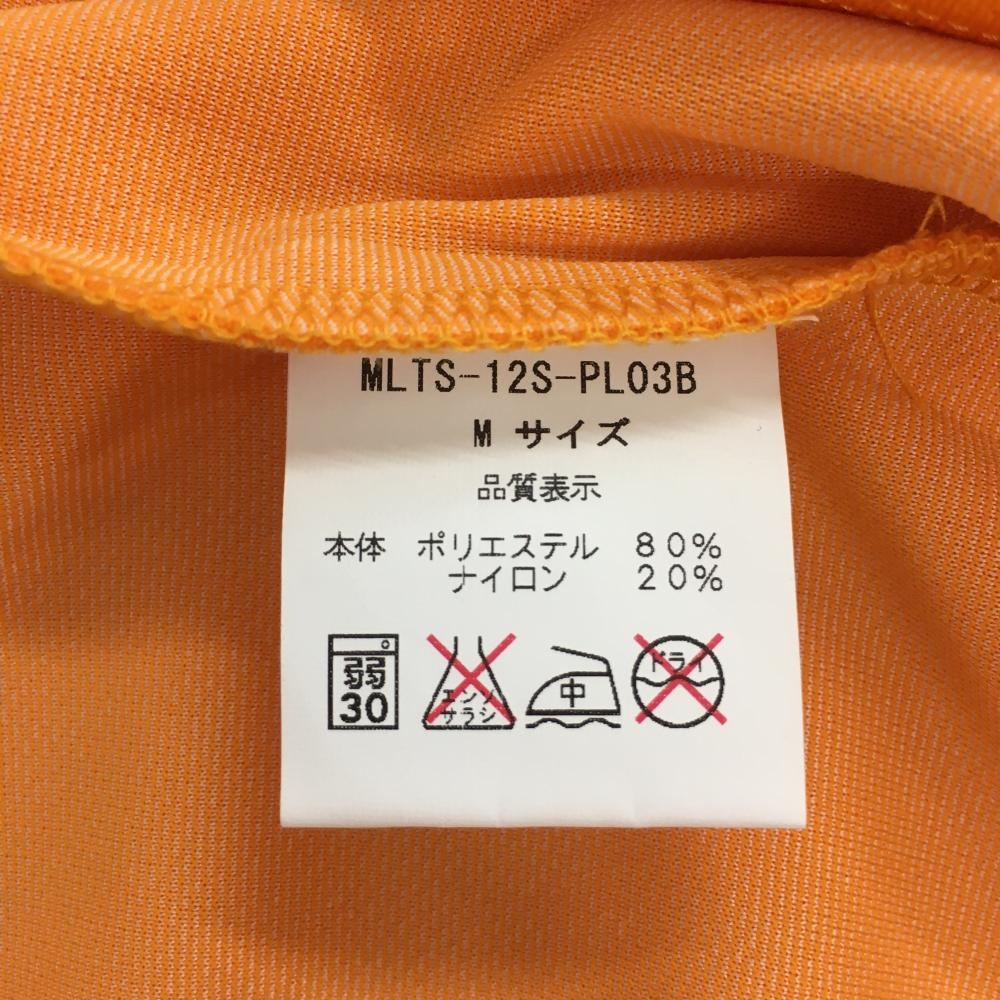 MLTS-12S-PL03B
M サイズ
品質表示
本体 ポリエステル 80%
ナイロン 20%
弱
30
エンソ
サラシ
中
ドライ